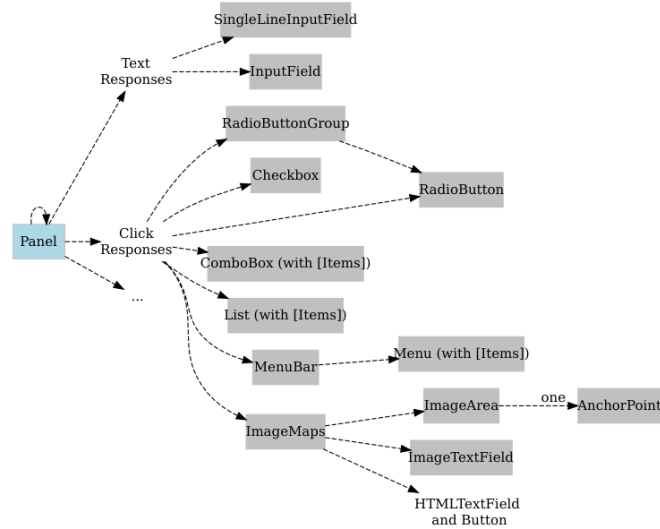 SingleLineInputField
Text
Responses
InputField
RadioButtonGroup
Checkbox
RadioButton
Panel
Click
Responses
ComboBox (with [Items])
...
List (with [Items])
MenuBar
Menu (with [Items])
ImageMaps
ImageArea
one
AnchorPoint
ImageTextField
HTMLTextField
and Button